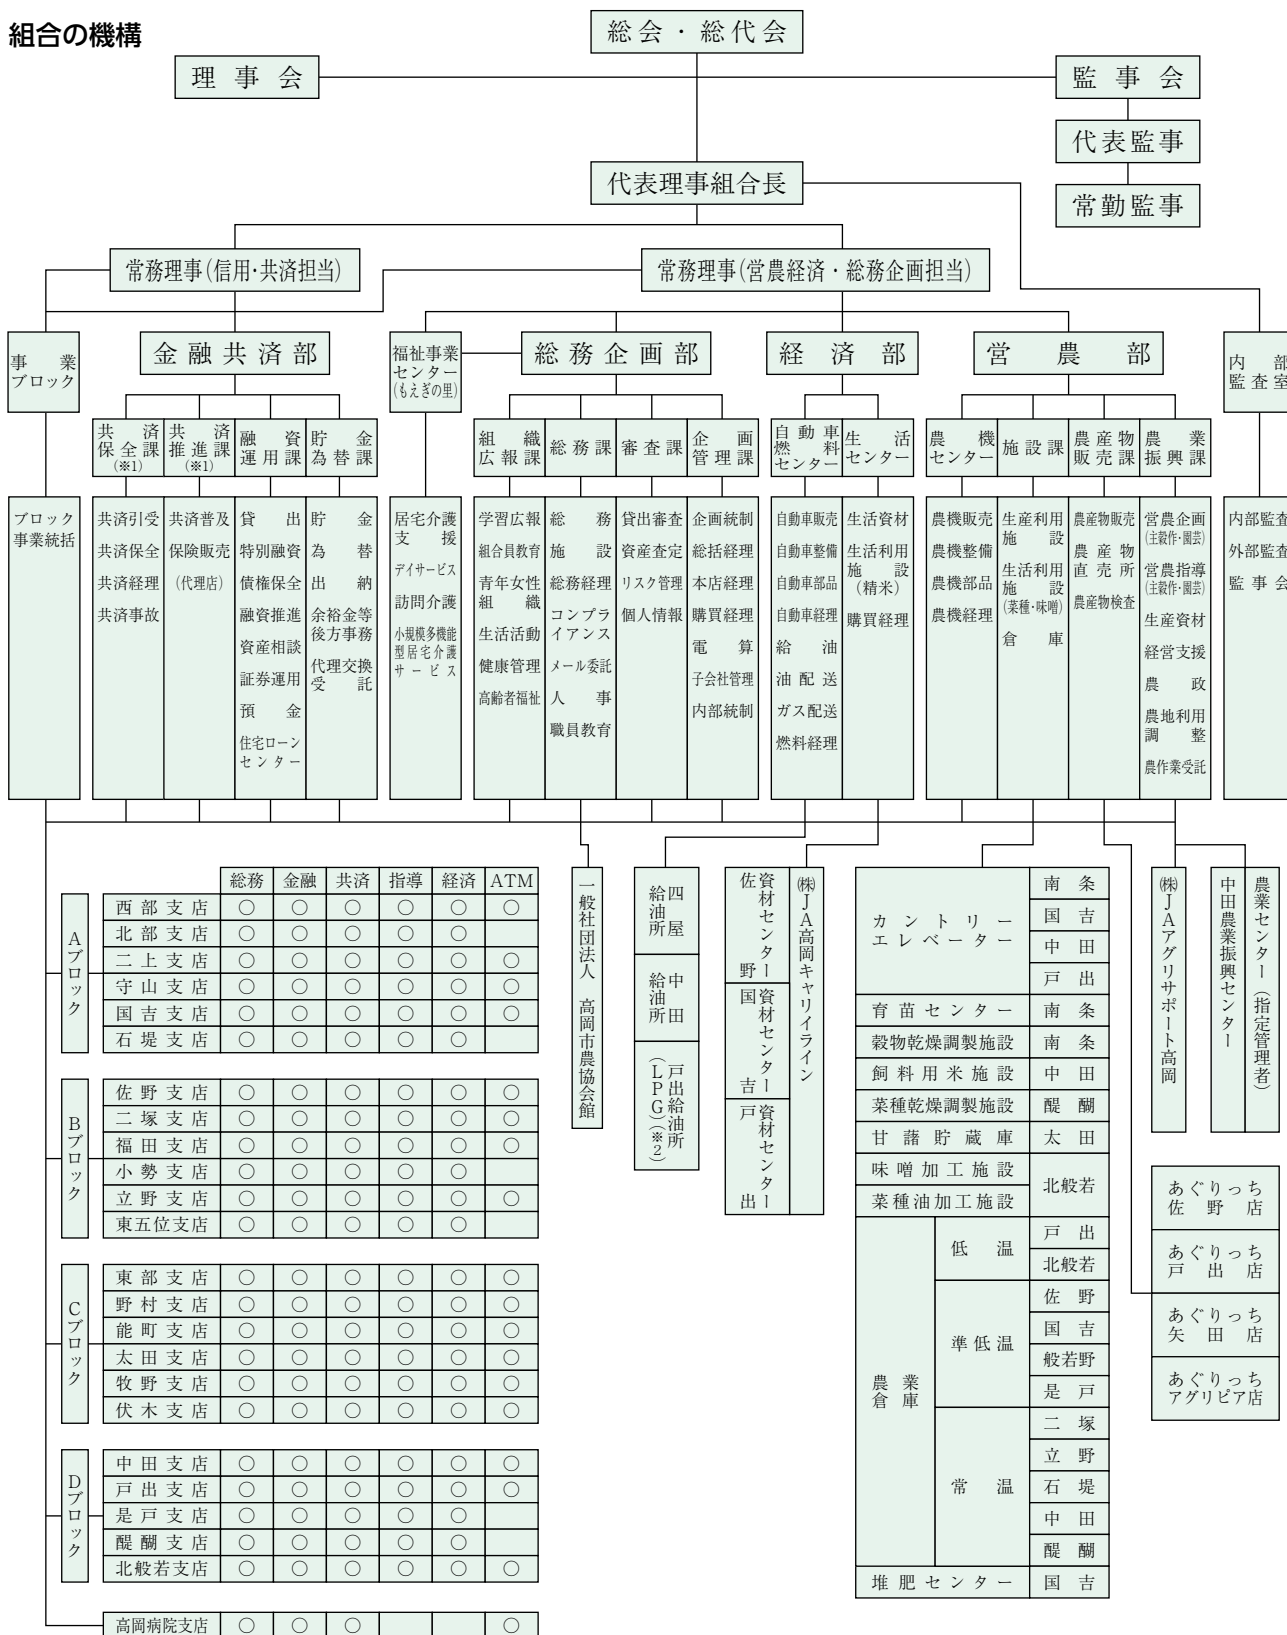 組合の機構
総会・総代会
理事会
監事会
代表監事
常勤監事
代表理事組合長
常務理事(信用・共済担当)
常務理事(営農経済・総務企画担当)
事業
ブロック
金融共済部
福祉事業
センター
(もえぎの里)
総務企画部
経済部
営農部
内部
監査室
共済
保全課
(※1)
共済
推進課
(※1)
融資
運用課
貯金
為替課
組織
広報課
総務課
審査課
企画
管理課
自動車
燃料
センター
生活
センター
農機
センター
施設課
農産物
販売課
農業
振興課
ブロック
事業統括
共済引受
共済保全
共済経理
共済事故
共済普及
保険販売
(代理店)
貸出
特別融資
債権保全
融資推進
資産相談
証券運用
預金
住宅ローン
センター
貯金
為替
出納
余裕金等
後方事務
代理交換
受託
居宅介護
支援
デイサービス
訪問介護
小規模多機能
型居宅介護
サービス
学習広報
組合員教育
青年女性
組織
生活活動
健康管理
高齢者福祉
総務
施設
総務経理
コンプラ
イアンス
メール委託
人事
職員教育
貸出審査
資産査定
リスク管理
個人情報
企画統制
総括経理
本店経理
購買経理
電算
子会社管理
内部統制
自動車販売
自動車整備
自動車部品
自動車経理
給油
油配送
ガス配送
燃料経理
生活資材
生活利用
施設
(精米)
購買経理
農機販売
農機整備
農機部品
農機経理
生産利用
施設
生活利用
施設
(菜種・味噌)
倉庫
農産物販売
農産物
直売所
農産物検査
営農企画
(主穀作・園芸)
営農指導
(主穀作・園芸)
生産資材
経営支援
農政
農地利用
調整
農作業受託
内部監査
外部監査
監事会
総務 金融 共済 指導 経済 ATM
Aブロック
西部支店 ○ ○ ○ ○ ○ ○
北部支店 ○ ○ ○ ○ ○
二上支店 ○ ○ ○ ○ ○ ○
守山支店 ○ ○ ○ ○ ○ ○
国吉支店 ○ ○ ○ ○ ○ ○
石堤支店 ○ ○ ○ ○ ○
Bブロック
佐野支店 ○ ○ ○ ○ ○ ○
二塚支店 ○ ○ ○ ○ ○ ○
福田支店 ○ ○ ○ ○ ○ ○
小勢支店 ○ ○ ○ ○ ○
立野支店 ○ ○ ○ ○ ○ ○
東五位支店 ○ ○ ○ ○ ○
Cブロック
東部支店 ○ ○ ○ ○ ○ ○
野村支店 ○ ○ ○ ○ ○ ○
能町支店 ○ ○ ○ ○ ○ ○
太田支店 ○ ○ ○ ○ ○ ○
牧野支店 ○ ○ ○ ○ ○ ○
伏木支店 ○ ○ ○ ○ ○ ○
Dブロック
中田支店 ○ ○ ○ ○ ○ ○
戸出支店 ○ ○ ○ ○ ○ ○
是戸支店 ○ ○ ○ ○ ○
醍醐支店 ○ ○ ○ ○ ○
北般若支店 ○ ○ ○ ○ ○ ○
高岡病院支店 ○ ○ ○ ○
一般社団法人 高岡市農協会館
四屋
給油所
中田
給油所
戸出給油所
(LPG)(※2)
資材センター
佐野
資材センター
国吉
資材センター
戸出
㈱JA高岡キャリイライン
カントリー
エレベーター
南条
国吉
中田
戸出
育苗センター 南条
穀物乾燥調製施設 南条
飼料用米施設 中田
菜種乾燥調製施設 醍醐
甘藷貯蔵庫 太田
味噌加工施設
菜種油加工施設
北般若
農業
倉庫
低温
戸出
北般若
準低温
佐野
国吉
般若野
是戸
常温
二塚
立野
石堤
中田
醍醐
堆肥センター 国吉
㈱JAアグリサポート高岡
農業センター(指定管理者)
中田農業振興センター
あぐりっち
佐野店
あぐりっち
戸出店
あぐりっち
矢田店
あぐりっち
アグリピア店